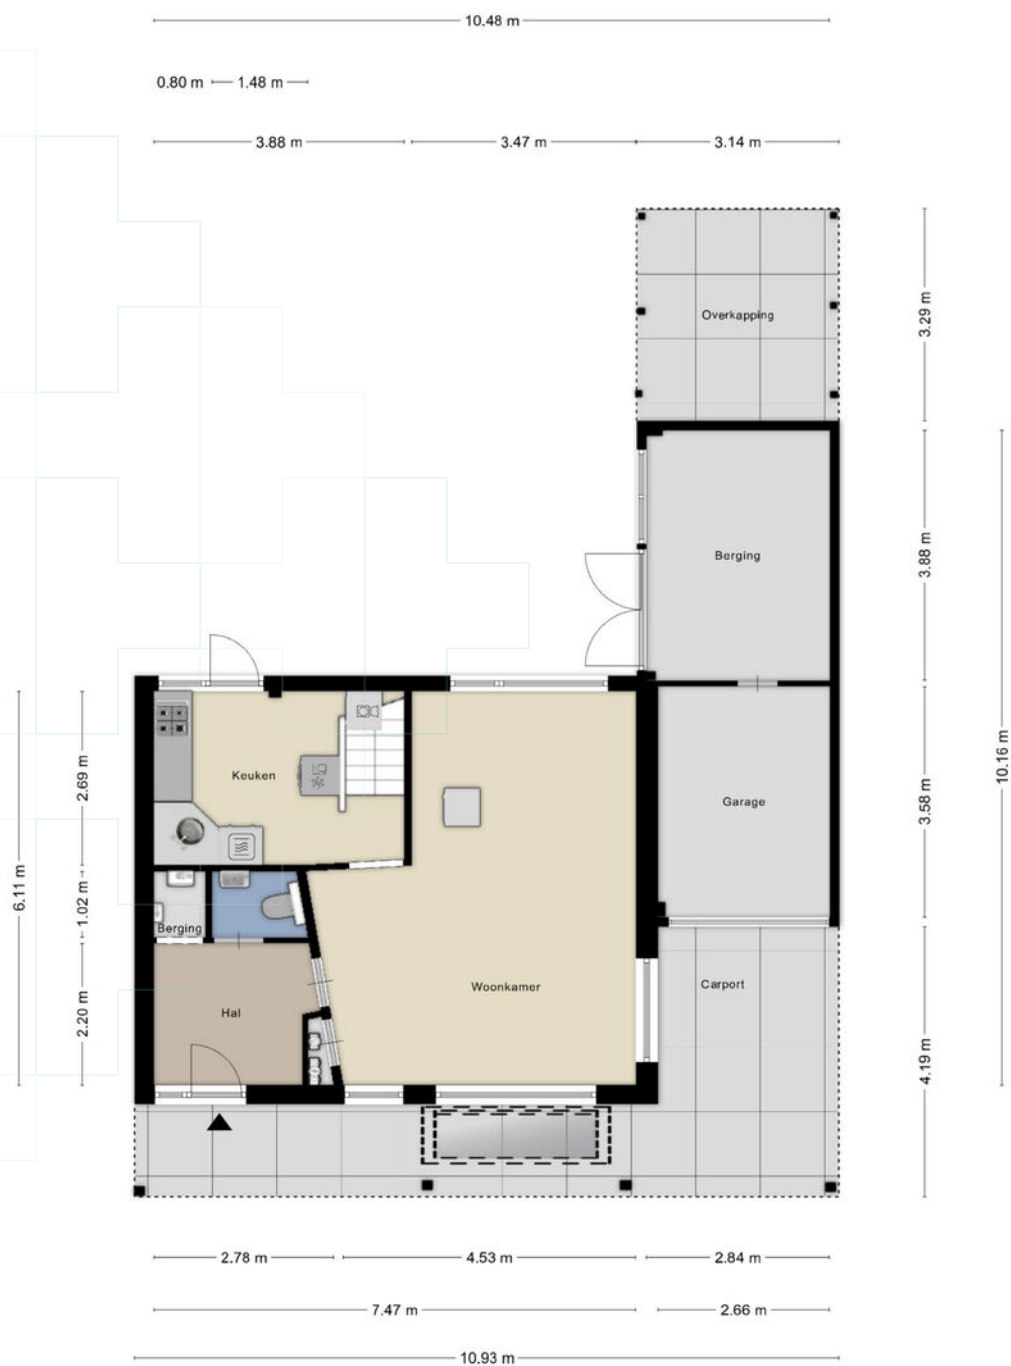 10.48 m
0.80 m 1.48 m
3.88 m 3.47 m 3.14 m
Overkapping
3.29 m
Berging
3.88 m
10.16 m
Keuken
2.69 m
Garage
3.58 m
6.11 m
1.02 m
Berging
Woonkamer
Carport
Hal
2.20 m
4.19 m
2.78 m 4.53 m 2.84 m
7.47 m 2.66 m
10.93 m